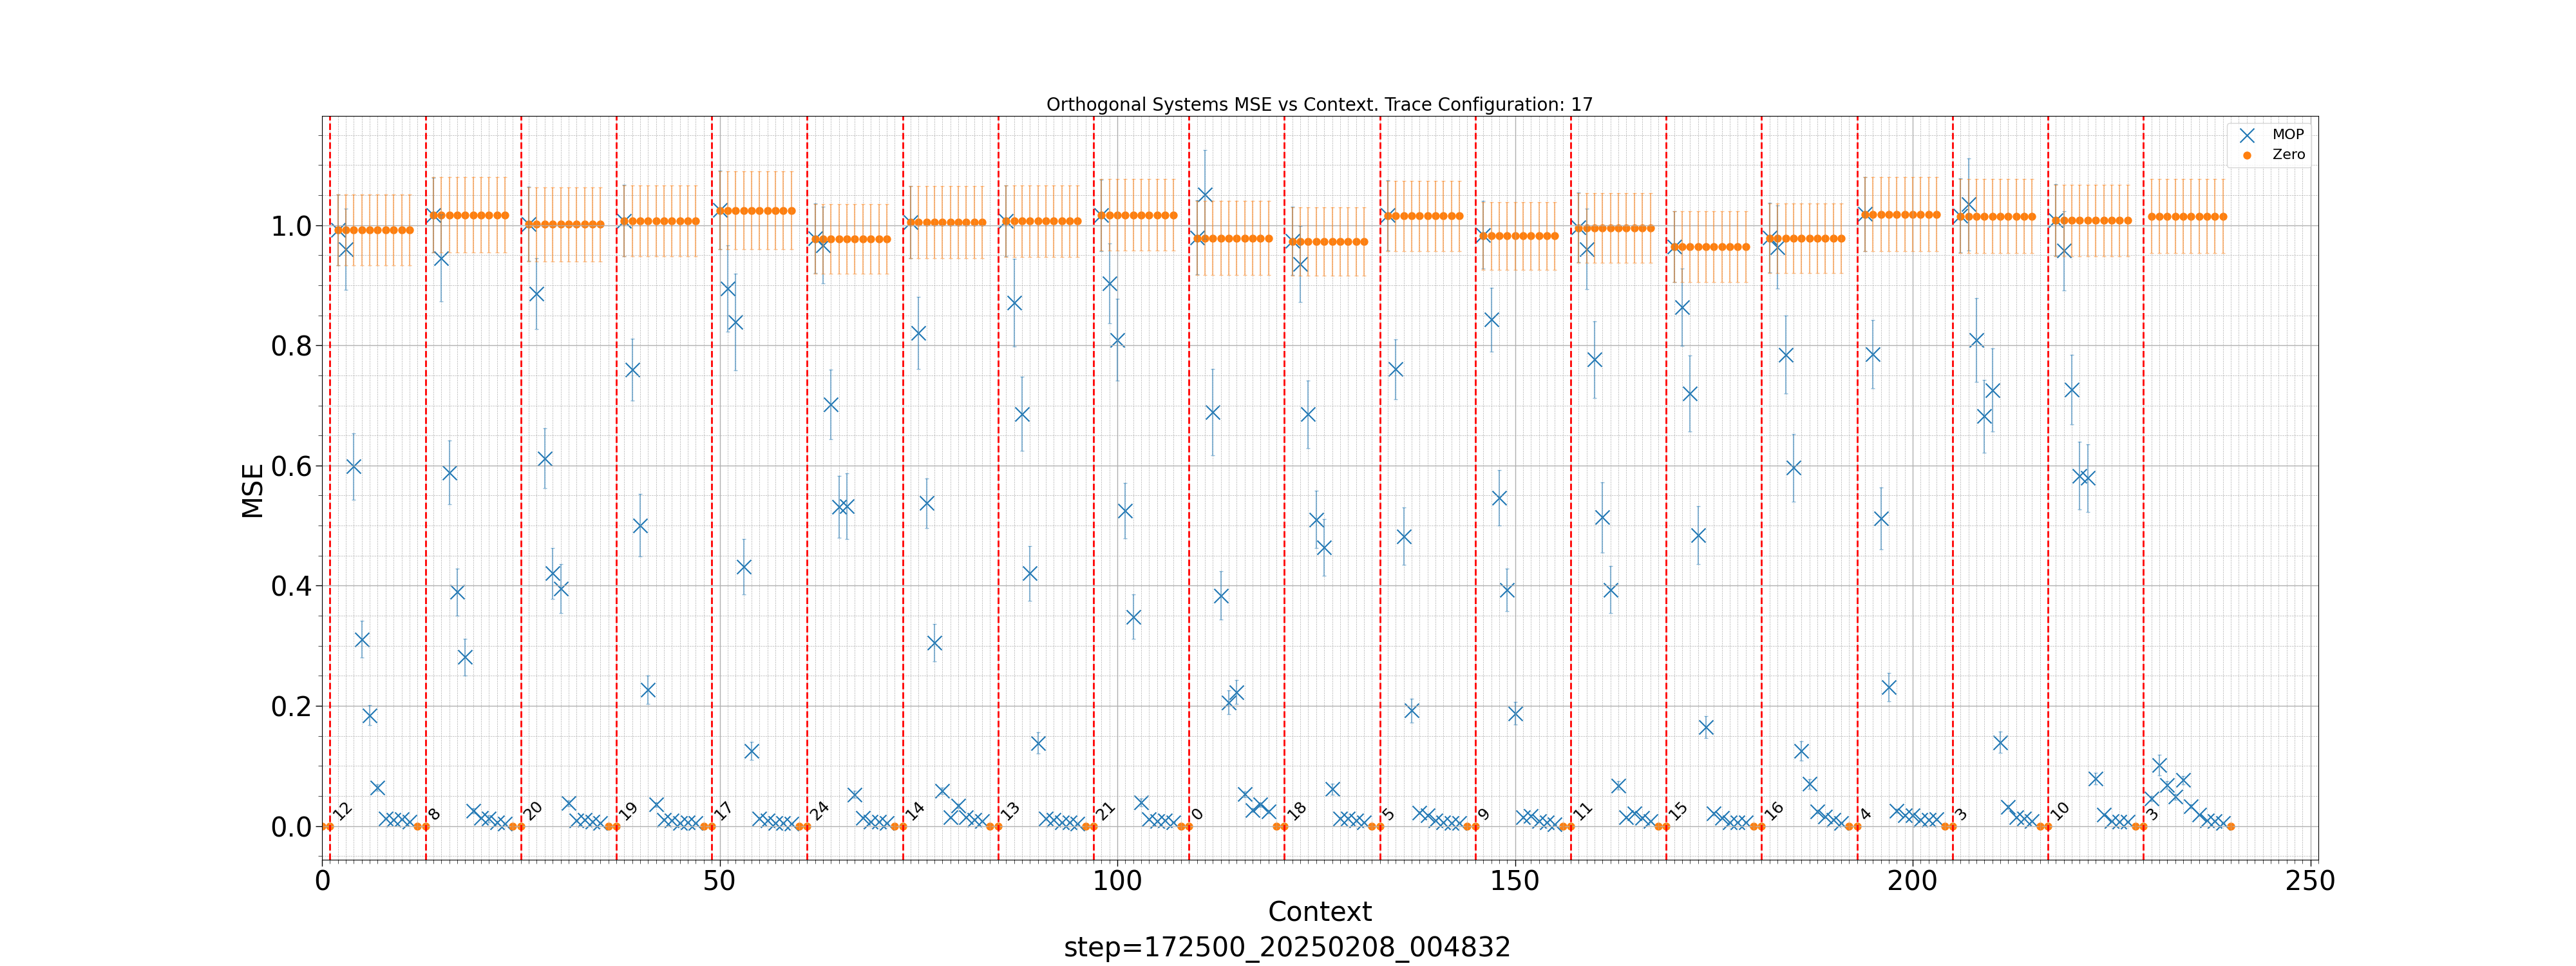 Orthogonal Systems MSE vs Context. Trace Configuration: 17
MOP
Zero
MSE
1.0
0.8
0.6
0.4
0.2
0.0
12 8 20 19 17 24 14 13 21 0 18 5 9 11 15 16 4 3 10 3
0 50 100 150 200 250
Context
step=172500_20250208_004832